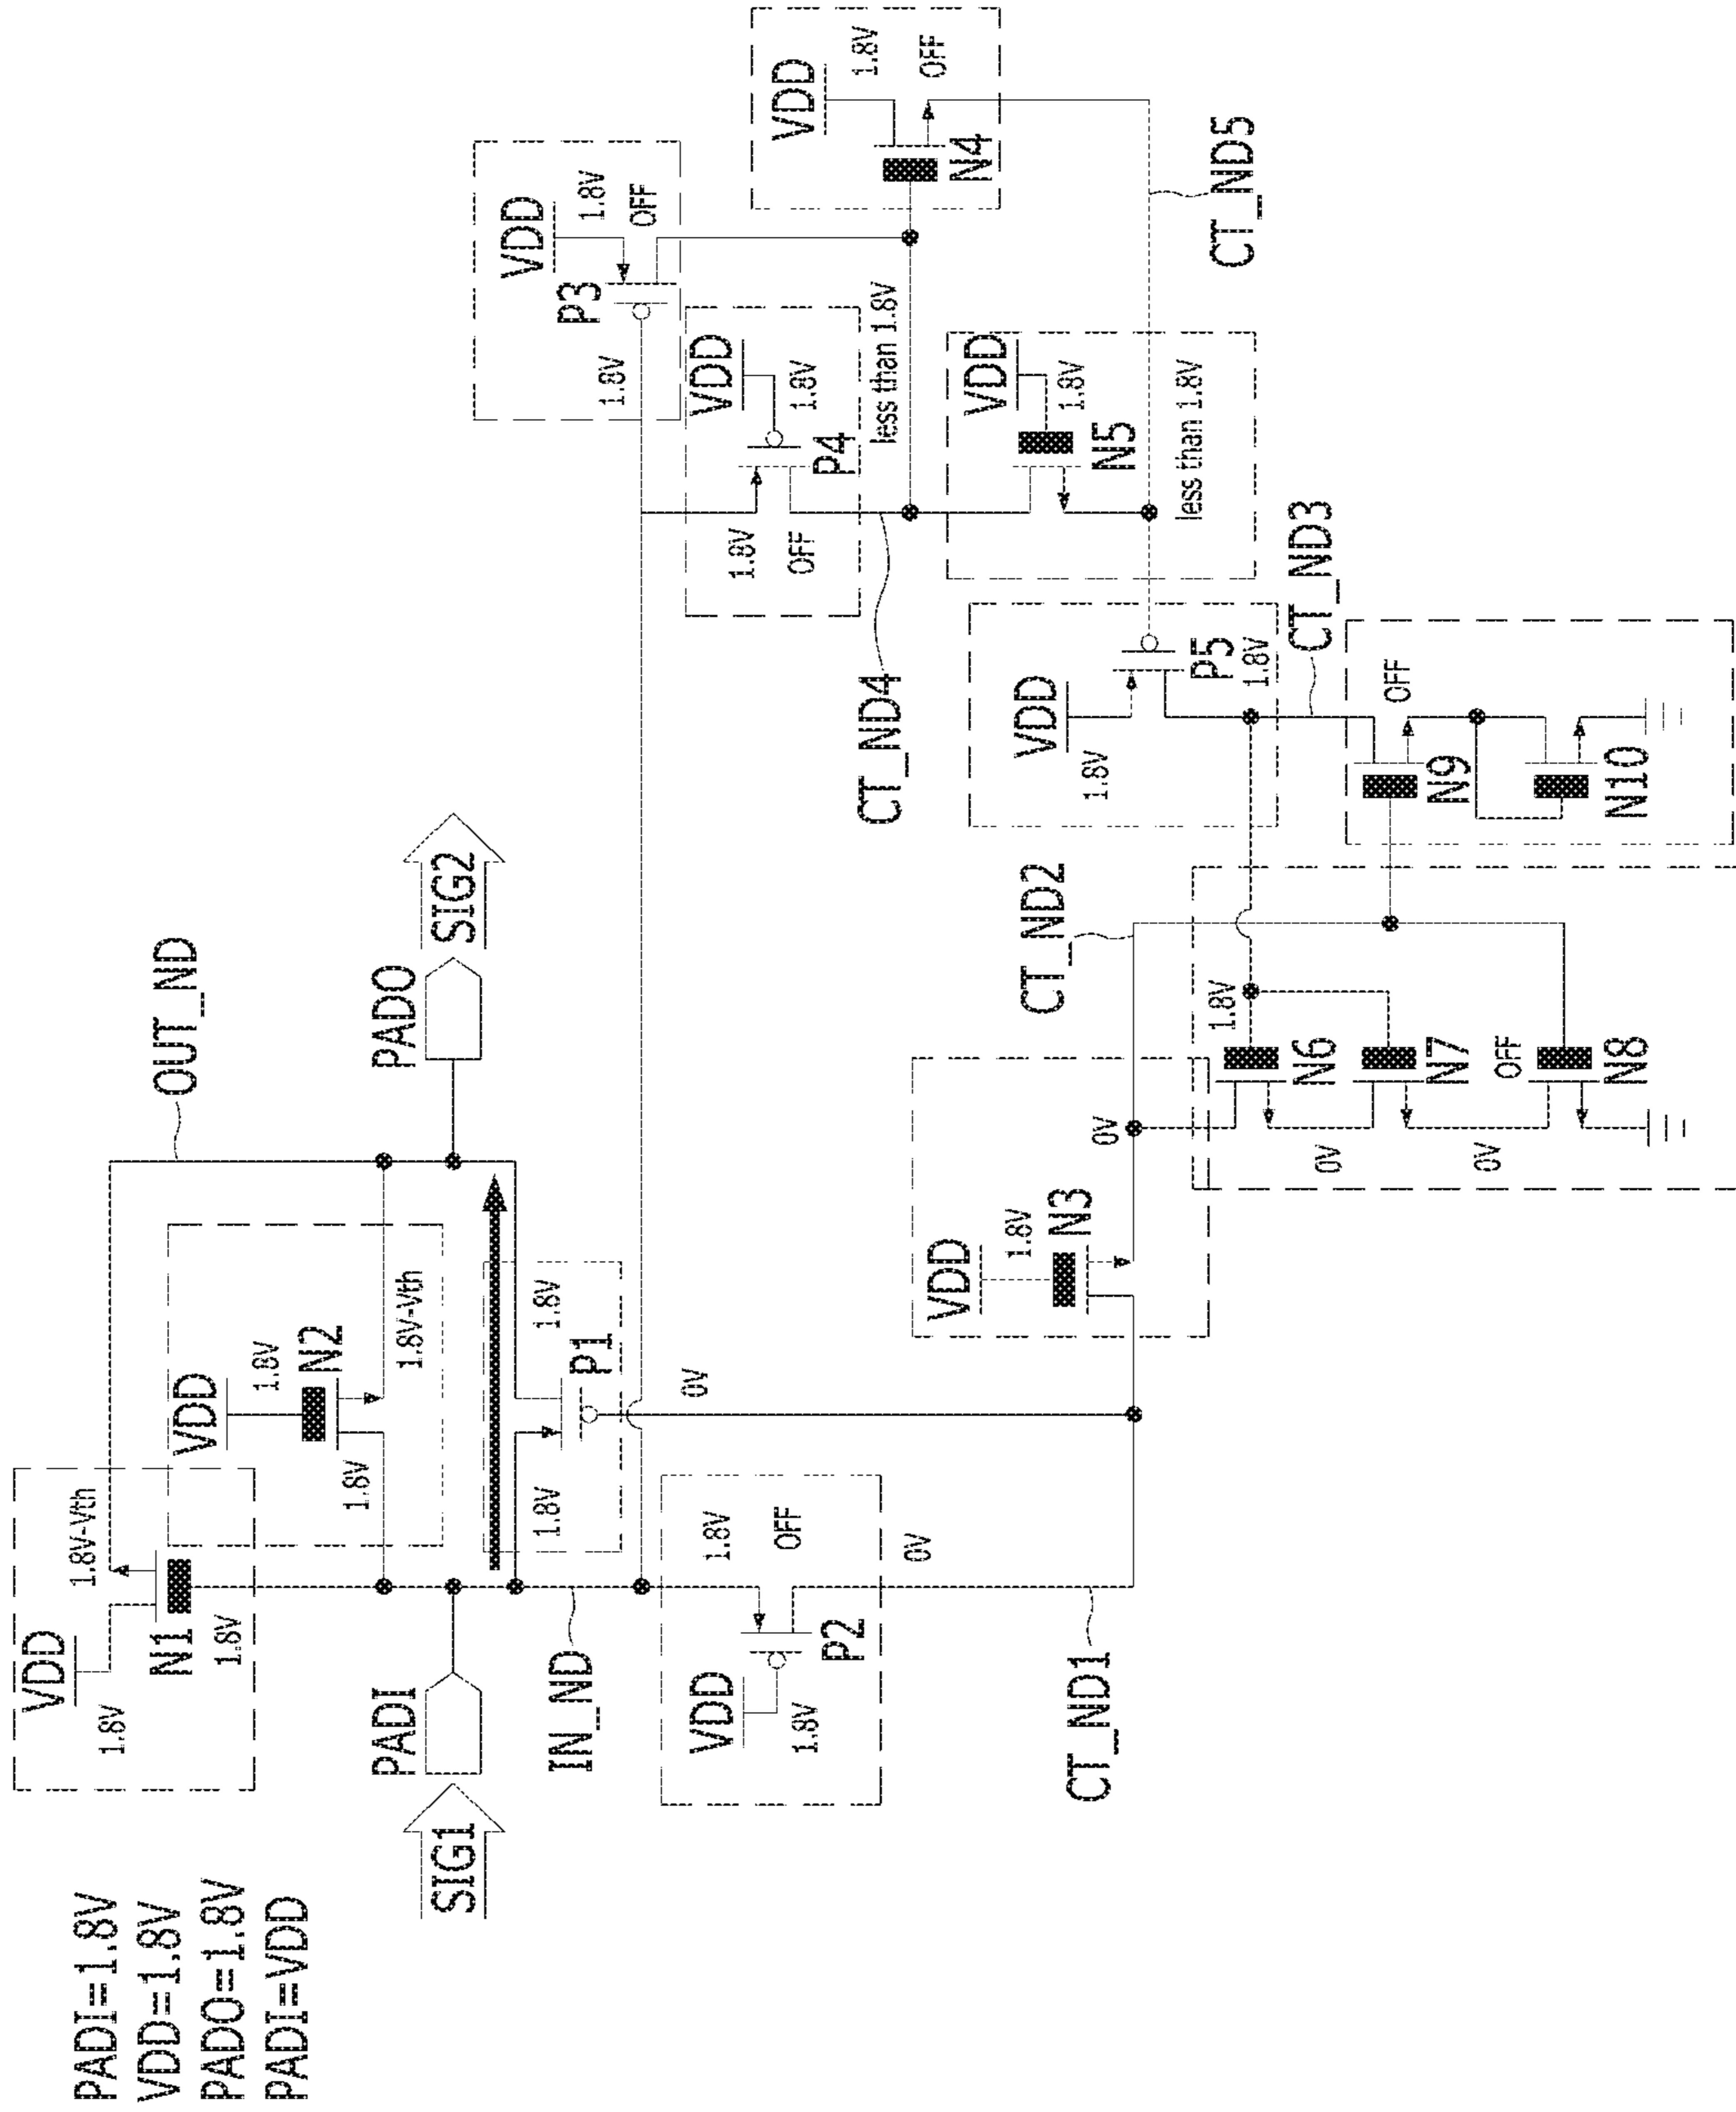 PADI=1.8V
VDD=1.8V
PADO=1.8V
PADI=VDD
VDD
1.8V
N1
1.8V
1.8V-Vth
OUT_ND
VDD
1.8V
N2
1.8V
1.8V-Vth
SIG1
PADI
PADO
SIG2
1.8V
P1
1.8V
IN_ND
0V
VDD
1.8V
P2
1.8V
OFF
0V
CT_ND1
VDD
1.8V
P3
OFF
1.8V
VDD
1.8V
P4
1.8V
OFF
less than 1.8V
VDD
1.8V
OFF
N4
CT_ND4
VDD
1.8V
N5
less than 1.8V
CT_ND5
VDD
1.8V
P5
1.8V
CT_ND3
VDD
1.8V
N3
0V
CT_ND2
1.8V
N6
0V
N7
0V
OFF
N8
OFF
N9
N10